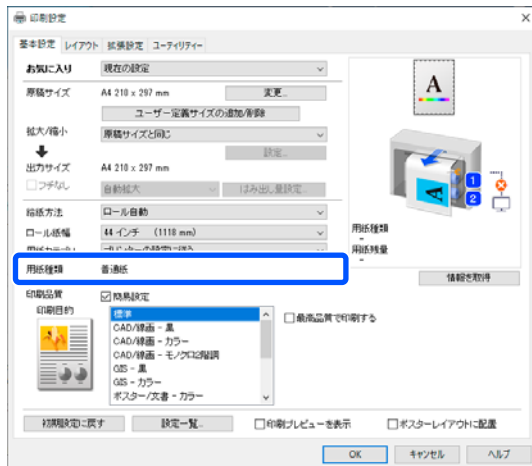 印刷設定
基本設定 レイアウト 拡張設定 ユーティリティー
お気に入り 現在の設定
原稿サイズ A4 210 x 297 mm 変更...
ユーザー定義サイズの追加/削除
拡大/縮小 原稿サイズと同じ
設定...
出力サイズ A4 210 x 297 mm
フチなし 自動拡大 はみ出し量設定...
給紙方法 ロール自動
ロール紙幅 44 インチ (1118 mm)
用紙種類 普通紙
印刷品質 簡易設定
印刷目的
標準
CAD/線画 - 黒
CAD/線画 - カラー
CAD/線画 - モノクロ2階調
GIS - 黒
GIS - カラー
ポスター/文書 - カラー
最高品質で印刷する
A
A
1
2
用紙種類
-
用紙残量
-
情報を取得
初期設定に戻す 設定一覧... 印刷プレビューを表示 ポスターレイアウトに配置
OK キャンセル ヘルプ